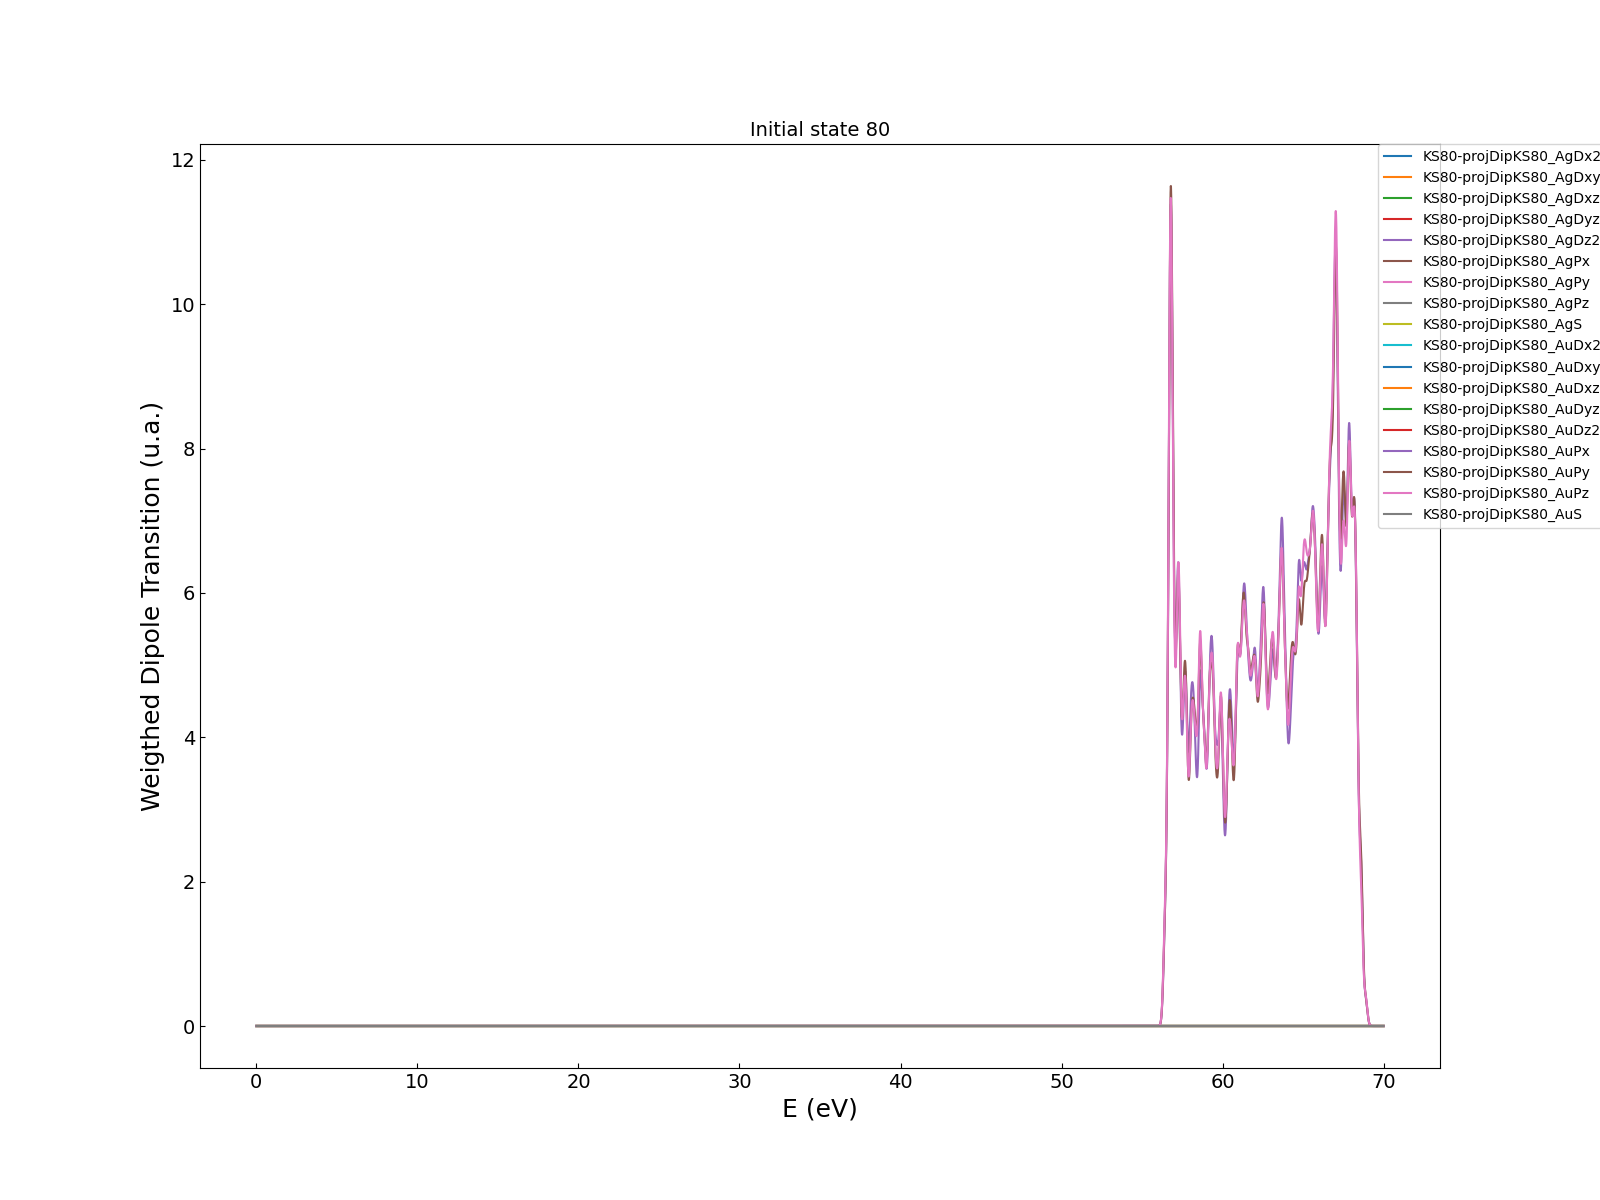 Initial state 80
12
10
8
6
4
2
0
Weigthed Dipole Transition (u.a.)
0 10 20 30 40 50 60 70
E (eV)
KS80-projDipKS80_AgDx2
KS80-projDipKS80_AgDxy
KS80-projDipKS80_AgDxz
KS80-projDipKS80_AgDyz
KS80-projDipKS80_AgDz2
KS80-projDipKS80_AgPx
KS80-projDipKS80_AgPy
KS80-projDipKS80_AgPz
KS80-projDipKS80_AgS
KS80-projDipKS80_AuDx2
KS80-projDipKS80_AuDxy
KS80-projDipKS80_AuDxz
KS80-projDipKS80_AuDyz
KS80-projDipKS80_AuDz2
KS80-projDipKS80_AuPx
KS80-projDipKS80_AuPy
KS80-projDipKS80_AuPz
KS80-projDipKS80_AuS